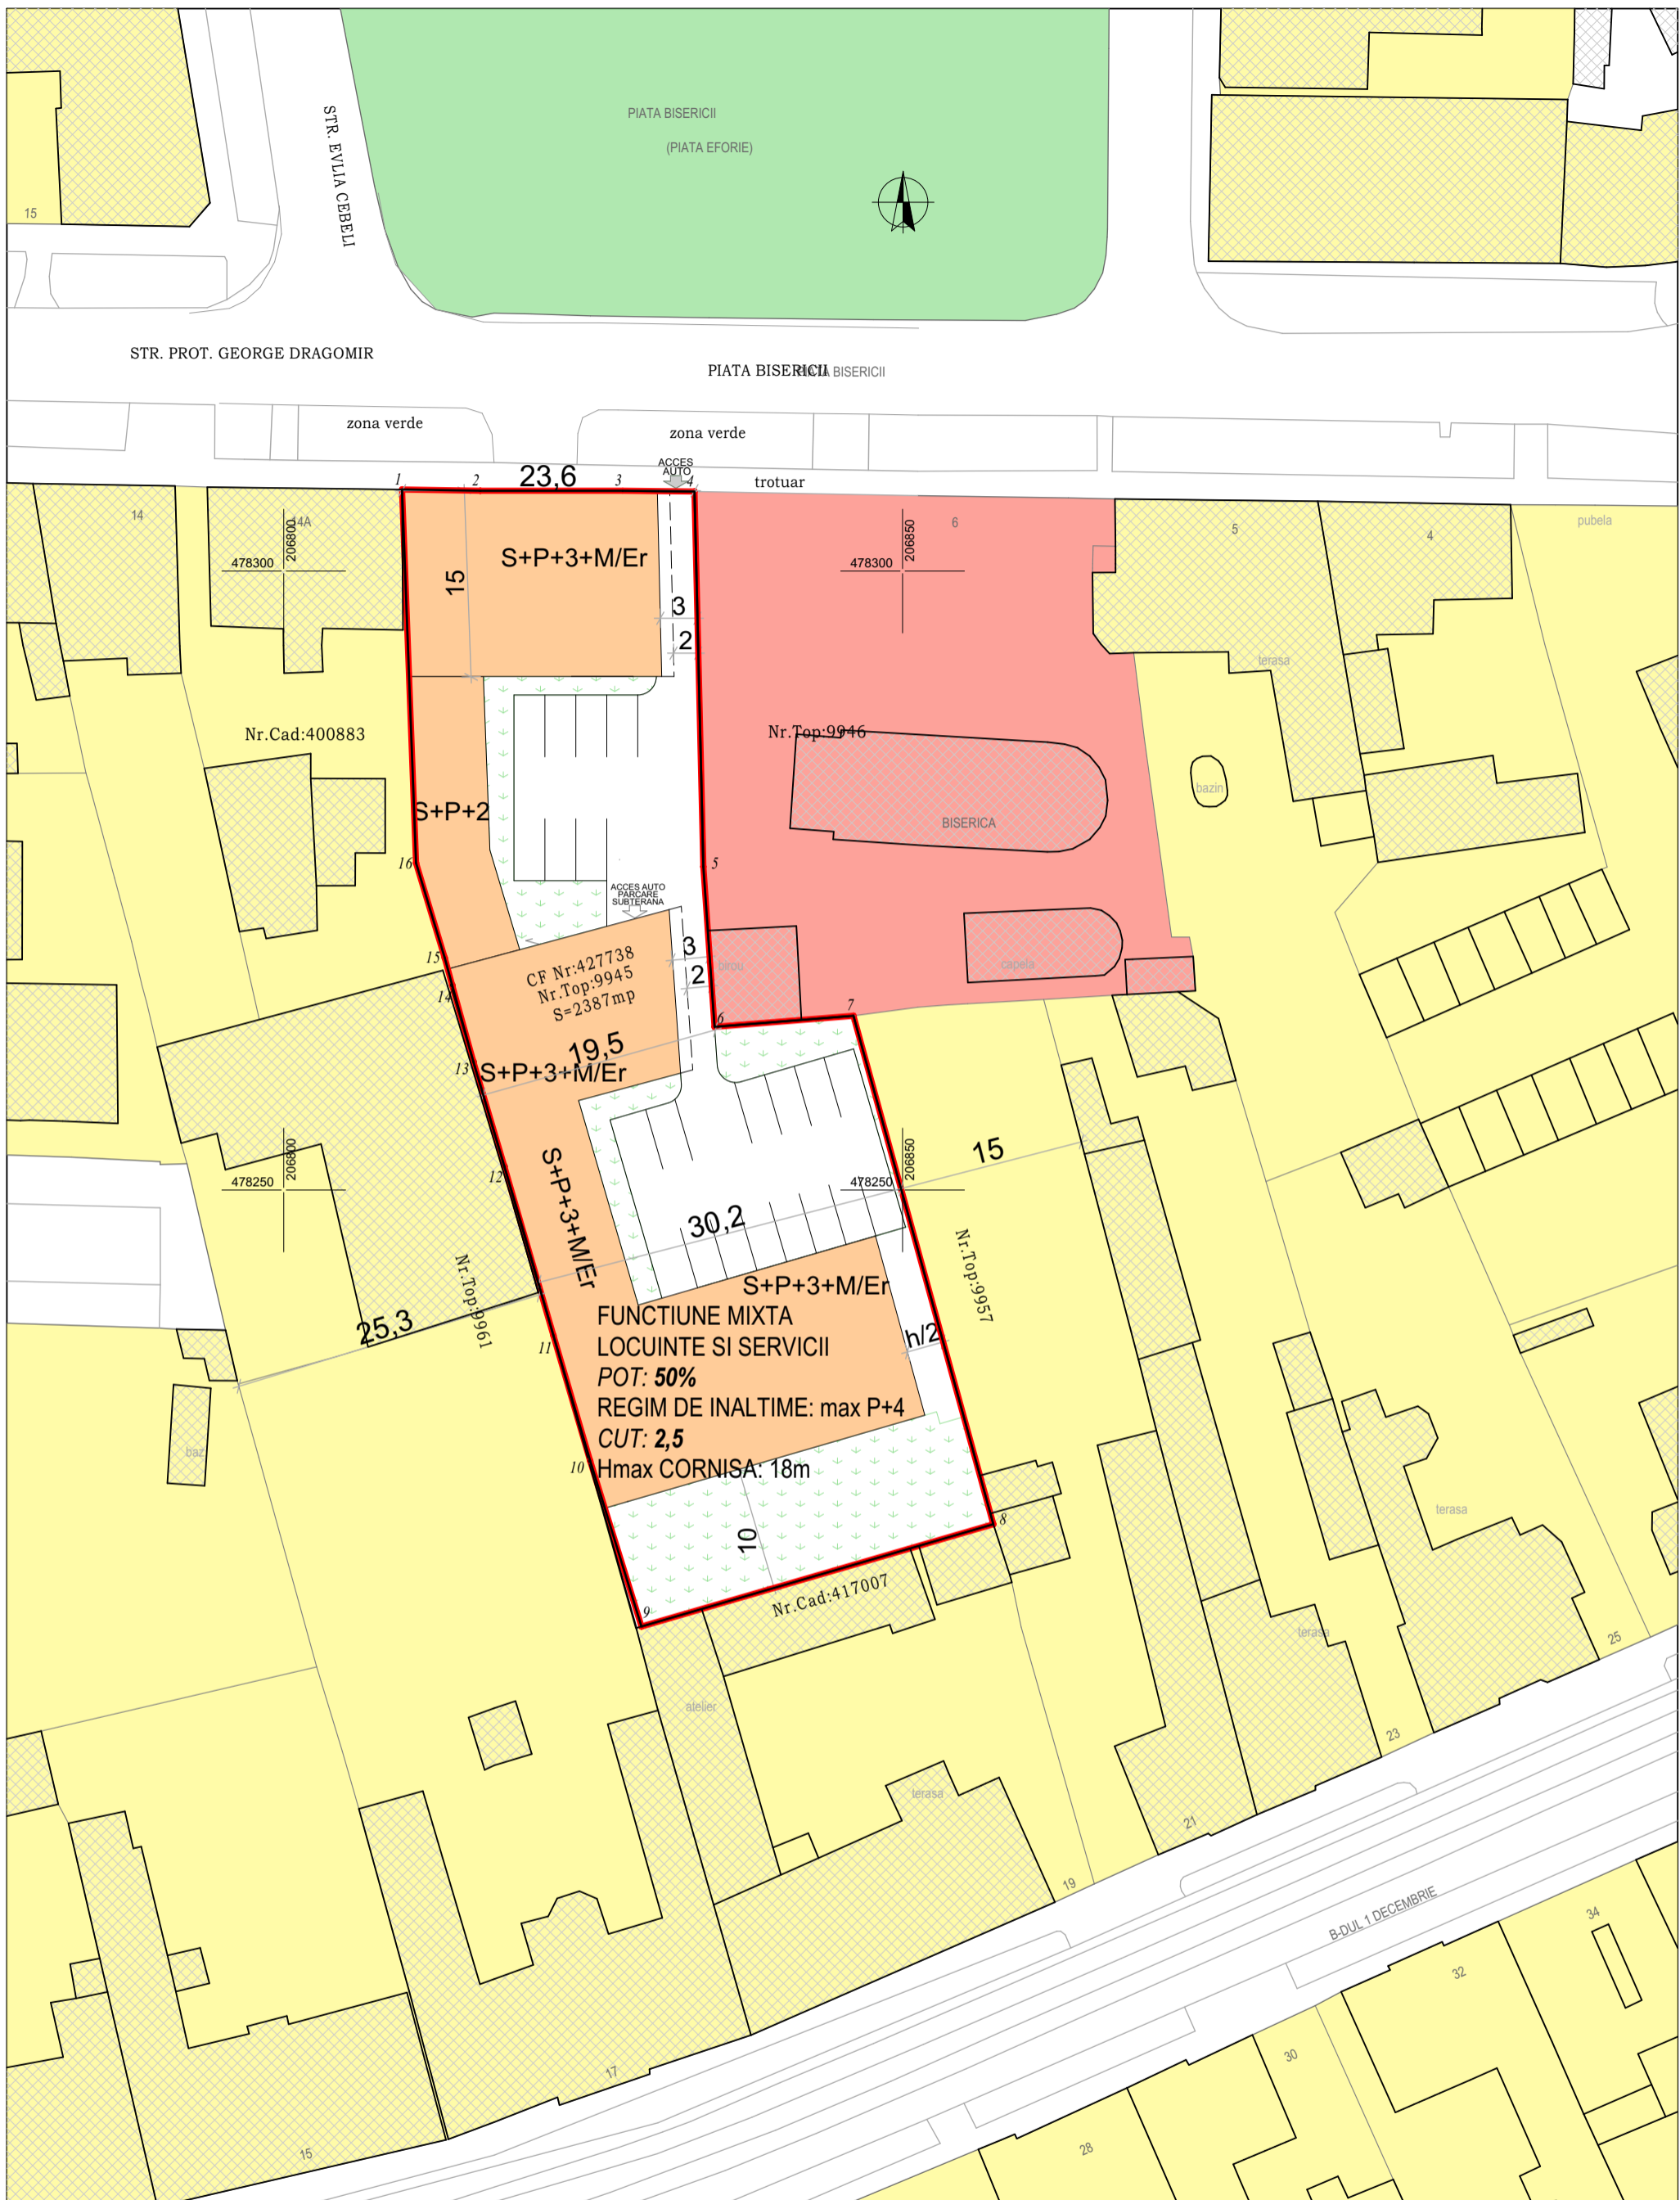 PIATA BISERICII
(PIATA EFORIE)
STR. EVLIA CEBELI
15
STR. PROT. GEORGE DRAGOMIR
PIATA BISERICII
PIATA BISERICII
zona verde
zona verde
ACCES
AUTO
trotuar
1
2
23,6
3
4
14
14A
206800
478300
S+P+3+M/Er
15
3
2
6
206850
478300
5
4
pubela
terasa
Nr.Cad:400883
Nr.Top:9946
bazin
S+P+2
BISERICA
16
5
ACCES AUTO
PARCARE
SUBTERANA
15
14
CF Nr:427738
Nr.Top:9945
S=2387mp
3
2
birou
capela
6
7
19,5
13
S+P+3+M/Er
12
S+P+3+M/Er
206800
478250
15
206850
478250
30,2
Nr.Top:9961
Nr.Top:9957
25,3
11
S+P+3+M/Er
FUNCTIUNE MIXTA
LOCUINTE SI SERVICII
h/2
POT: 50%
REGIM DE INALTIME: max P+4
CUT: 2,5
Hmax CORNISA: 18m
baz
10
terasa
10
8
9
Nr.Cad:417007
terasa
25
atelier
23
terasa
21
19
B-DUL 1 DECEMBRIE
34
32
17
30
15
28